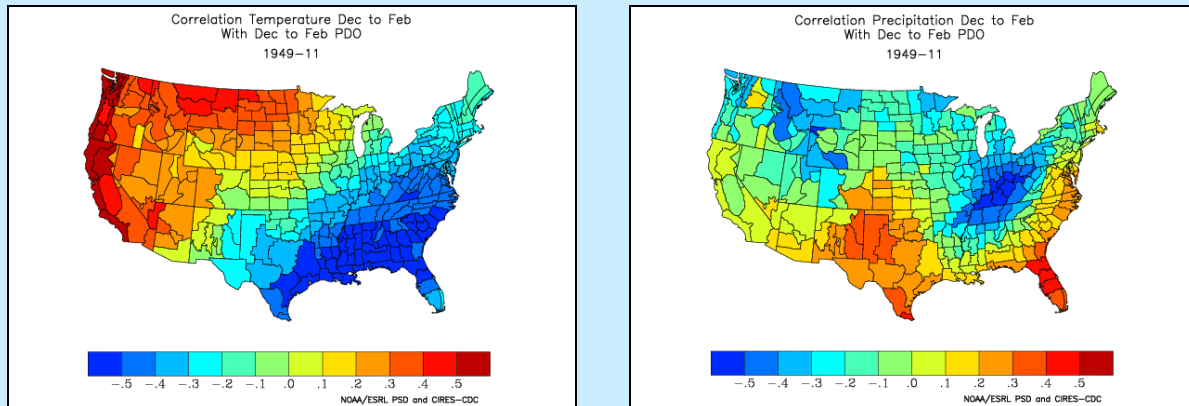 Correlation Temperature Dec to Feb
With Dec to Feb PDO
1949-11
-.5 -.4 -.3 -.2 -.1 .0 .1 .2 .3 .4 .5
NOAA/ESRL PSD and CIRES-CDC
Correlation Precipitation Dec to Feb
With Dec to Feb PDO
1949-11
-.5 -.4 -.3 -.2 -.1 .0 .1 .2 .3 .4 .5
NOAA/ESRL PSD and CIRES-CDC